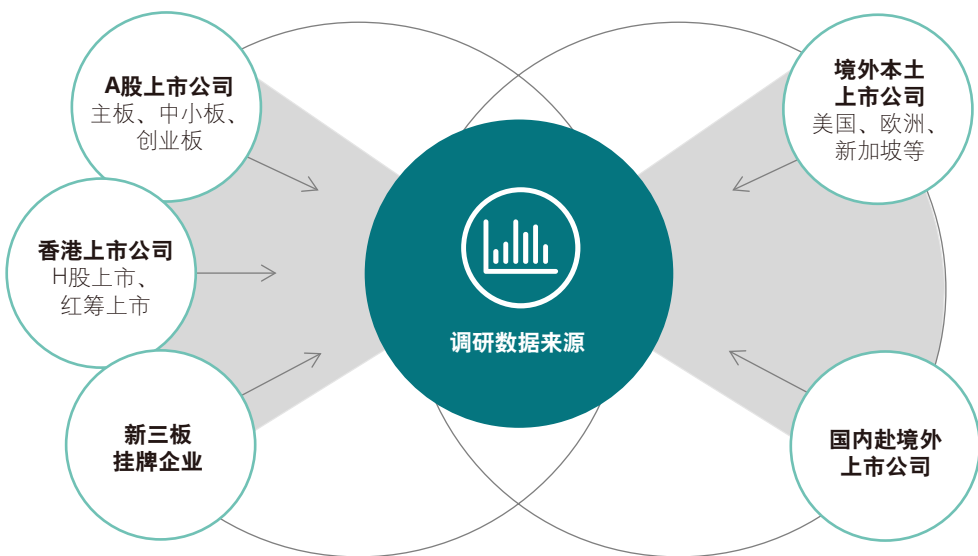 A股上市公司
主板、中小板、
创业板
香港上市公司
H股上市、
红筹上市
新三板
挂牌企业
调研数据来源
境外本土
上市公司
美国、欧洲、
新加坡等
国内赴境外
上市公司